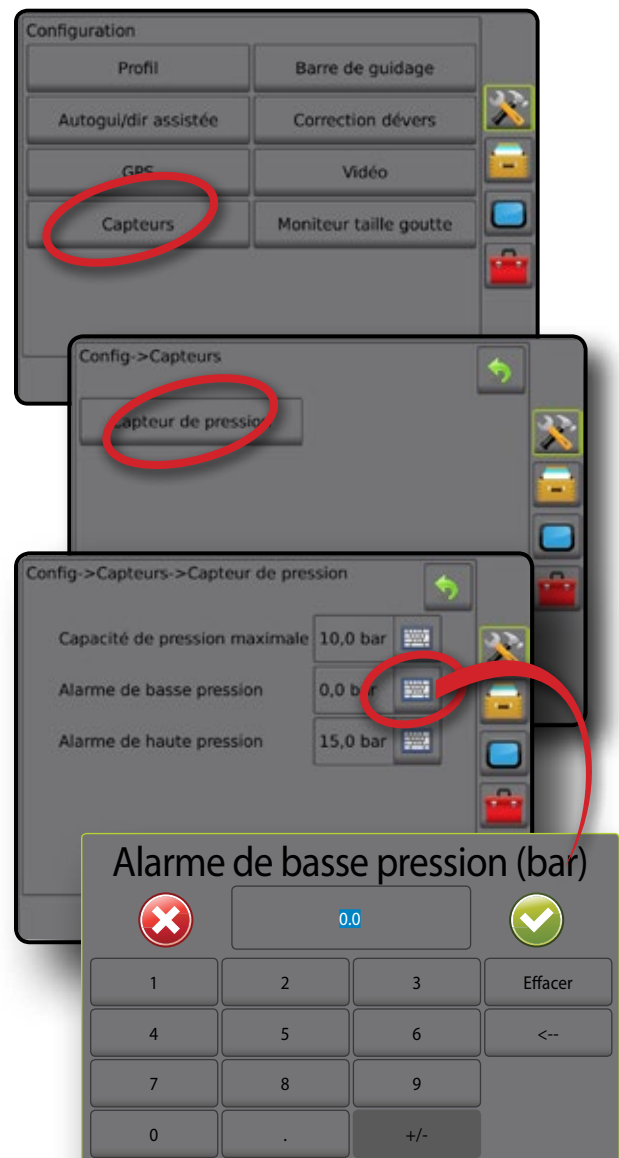 Configuration
Profil Barre de guidage
Autogui/dir assistée Correction dévers
GPS Vidéo
Capteurs Moniteur taille goutte
Config->Capteurs
Capteur de pression
Config->Capteurs->Capteur de pression
Capacité de pression maximale 10,0 bar
Alarme de basse pression 0,0 bar
Alarme de haute pression 15,0 bar
Alarme de basse pression (bar)
0.0
1 2 3 Effacer
4 5 6 <--
7 8 9
0 . +/-